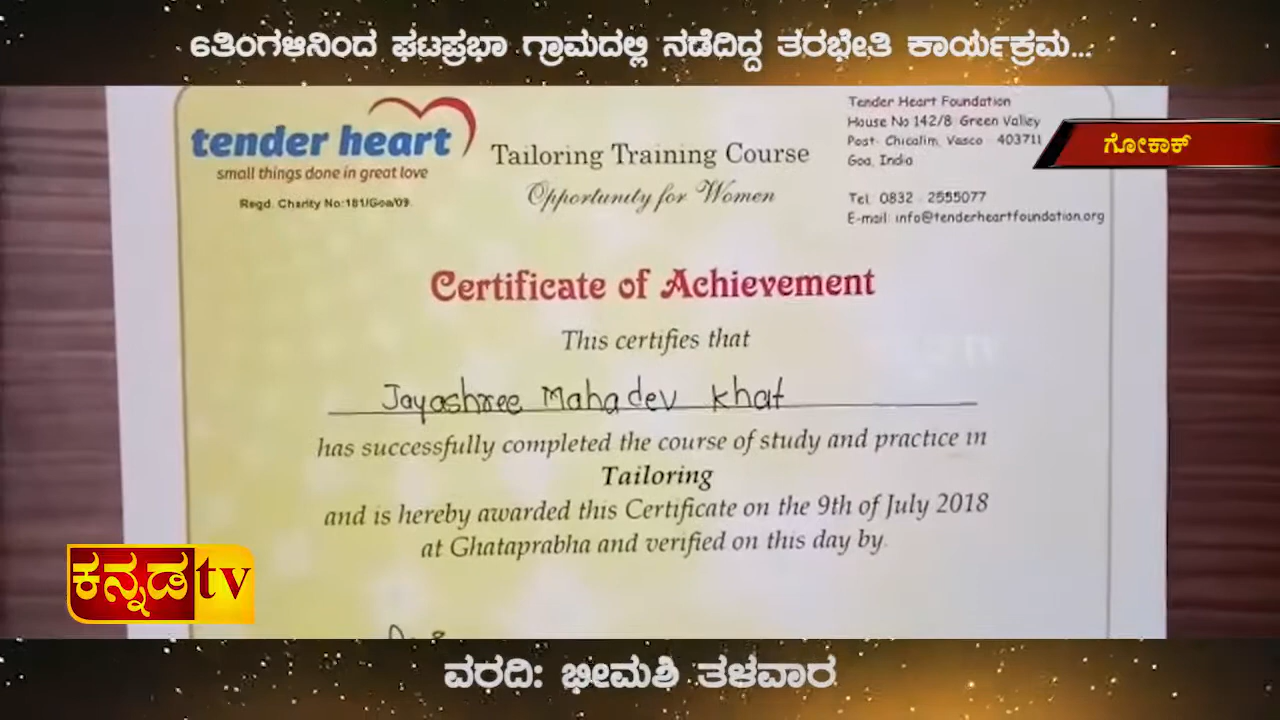 6ತಿಂಗಳಿನಿಂದ ಘಟಪ್ರಭಾ ಗ್ರಾಮದಲ್ಲಿ ನಡೆದಿದ್ದ ತರಭೇತಿ ಕಾರ್ಯಕ್ರಮ...
tender heart
small things done in great love
Regd. Charity No:181/Goa/09.
Tailoring Training Course
Opportunity for Women
Tender Heart Foundation
House No 142/8 Green Valley
Post- Chicalim, Vasco 403711
Goa, India
Tel: 0832 2555077
E-mail: info@tenderheartfoundation.org
ಗೋಕಾಕ್
Certificate of Achievement
This certifies that
Jayashree Mahadev Khat
has successfully completed the course of study and practice in
Tailoring
and is hereby awarded this Certificate on the 9th of July 2018
at Ghataprabha and verified on this day by.
ಕನ್ನಡtv
ವರದಿ: ಭೀಮಶಿ ತಳವಾರ